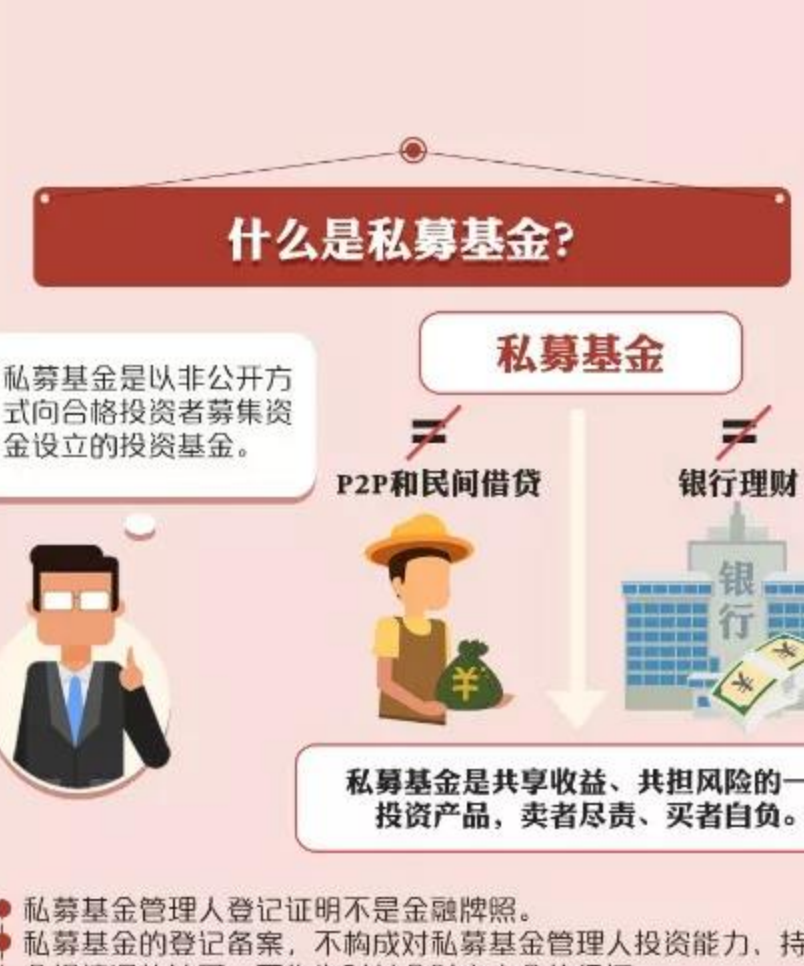 什么是私募基金?
私募基金是以非公开方
式向合格投资者募集资
金设立的投资基金。
私募基金
P2P和民间借贷
银行理财
银
行
私募基金是共享收益、共担风险的一
投资产品，卖者尽责、买者自负。
私募基金管理人登记证明不是金融牌照。
私募基金的登记备案，不构成对私募基金管理人投资能力、持